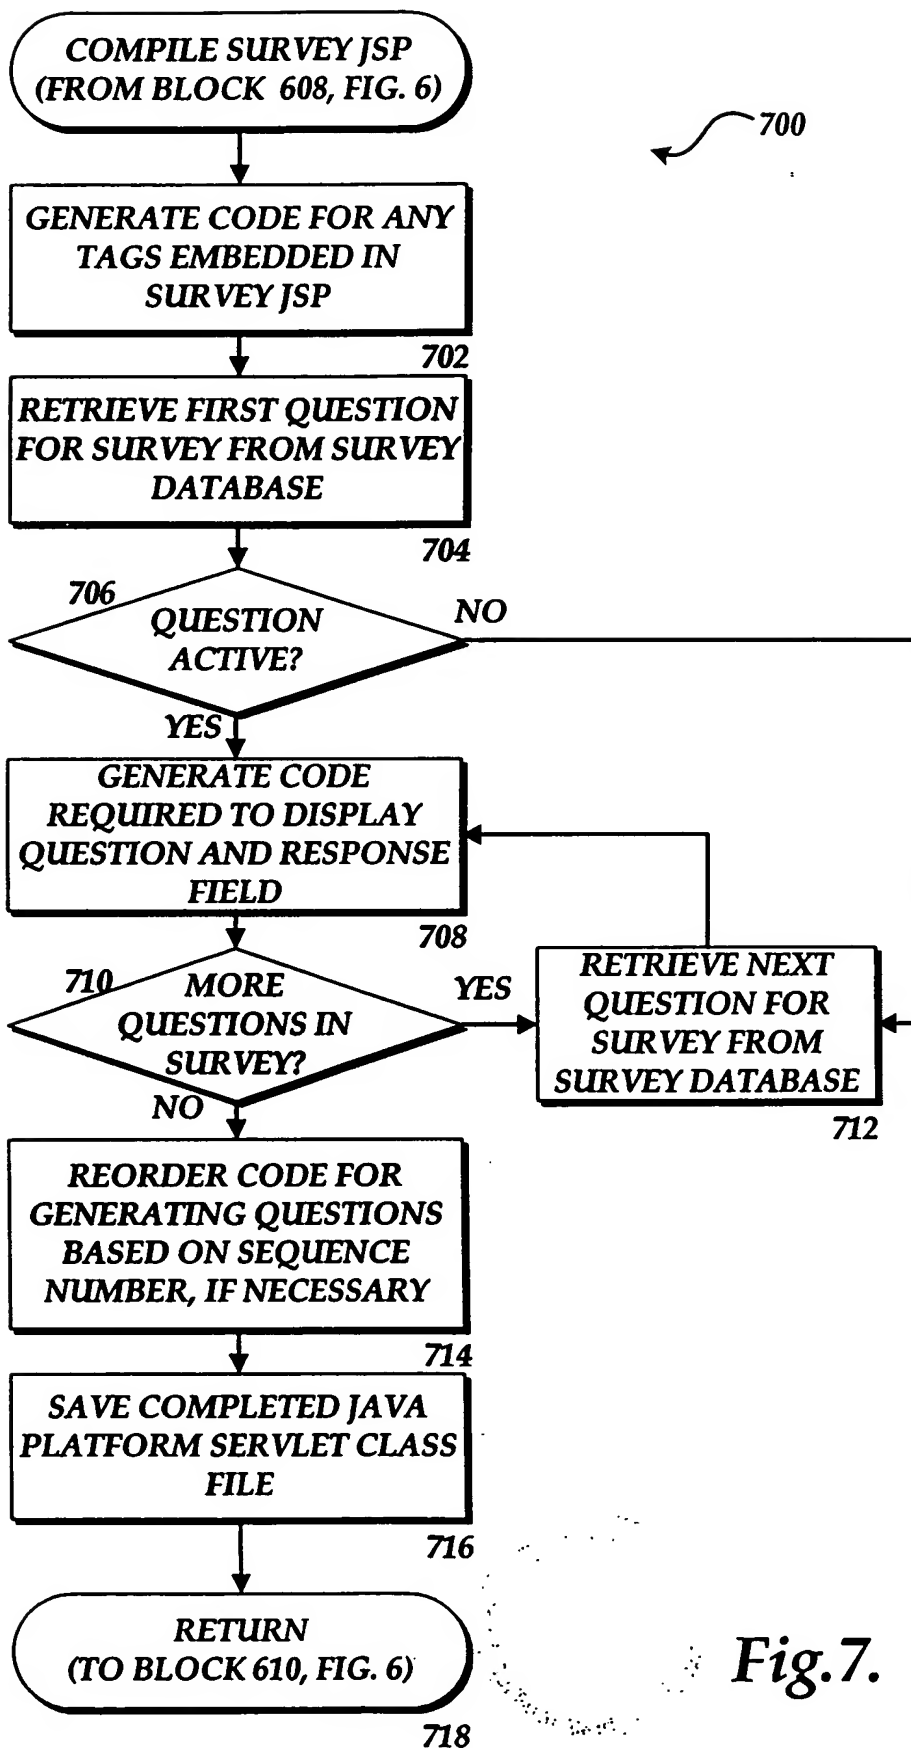 COMPILE SURVEY JSP
(FROM BLOCK 608, FIG. 6)
700
GENERATE CODE FOR ANY
TAGS EMBEDDED IN
SURVEY JSP
702
RETRIEVE FIRST QUESTION
FOR SURVEY FROM SURVEY
DATABASE
704
706
QUESTION
ACTIVE?
NO
YES
GENERATE CODE
REQUIRED TO DISPLAY
QUESTION AND RESPONSE
FIELD
708
710
MORE
QUESTIONS IN
SURVEY?
YES
NO
RETRIEVE NEXT
QUESTION FOR
SURVEY FROM
SURVEY DATABASE
712
REORDER CODE FOR
GENERATING QUESTIONS
BASED ON SEQUENCE
NUMBER, IF NECESSARY
714
SAVE COMPLETED JAVA
PLATFORM SERVLET CLASS
FILE
716
RETURN
(TO BLOCK 610, FIG. 6)
718
Fig.7.